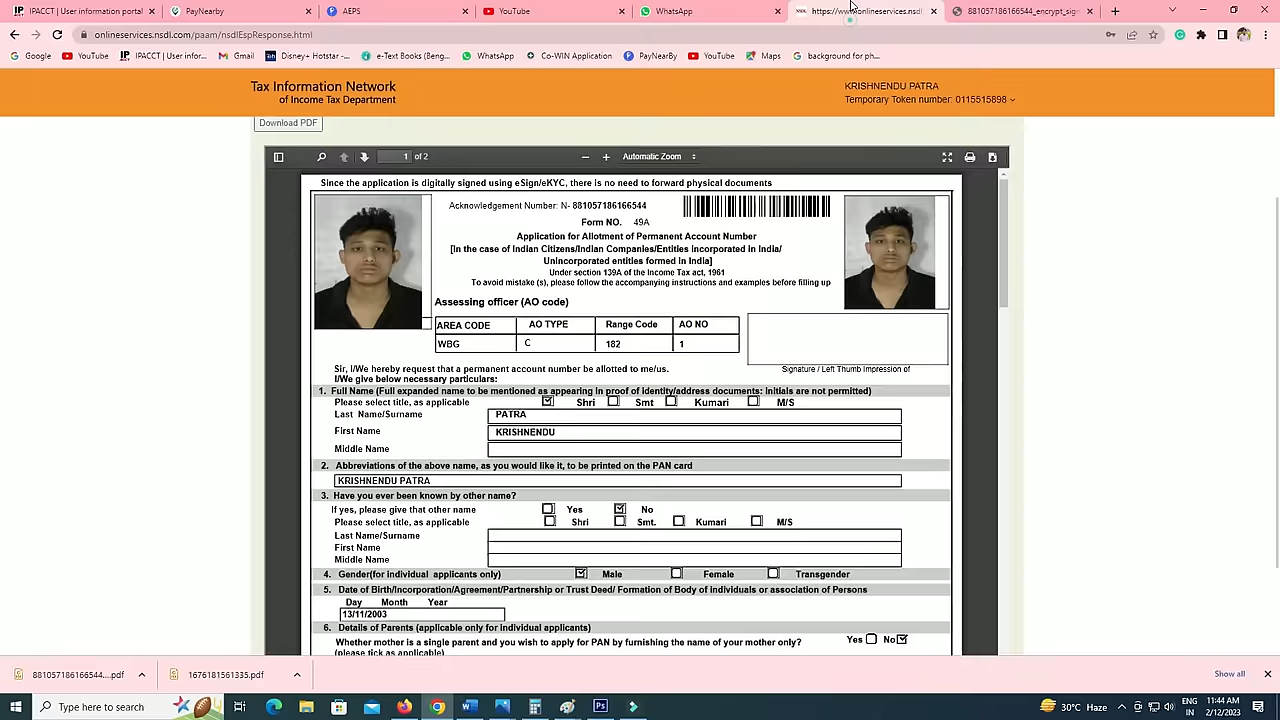 IPACCT | User information portal
PayNearby
AEPS
YouTube
WhatsApp
https://www.onlineservices.nsdl
881057186166544_encrypt_sig
onlineservices.nsdl.com/paam/nsdlEspResponse.html
Google
YouTube
IPACCT | User infor...
Gmail
Disney+ Hotstar -...
e-Text Books (Beng...
WhatsApp
Co-WIN Application
PayNearby
YouTube
Maps
background for ph...
Tax Information Network
of Income Tax Department
KRISHNENDU PATRA
Temporary Token number: 0115515898
Download PDF
1 of 2
Automatic Zoom
Since the application is digitally signed using eSign/eKYC, there is no need to forward physical documents
Acknowledgement Number: N- 881057186166544
Form NO. 49A
Application for Allotment of Permanent Account Number
[In the case of Indian Citizens/Indian Companies/Entities incorporated in India/
Unincorporated entities formed in India]
Under section 139A of the Income Tax act, 1961
To avoid mistake (s), please follow the accompanying instructions and examples before filling up
Assessing officer (AO code)
AREA CODE AO TYPE Range Code AO NO
WBG C 182 1
Signature / Left Thumb Impression of
Sir, I/We hereby request that a permanent account number be allotted to me/us.
I/We give below necessary particulars:
1. Full Name (Full expanded name to be mentioned as appearing in proof of identity/address documents: initials are not permitted)
Please select title, as applicable Shri Smt Kumari M/S
Last Name/Surname PATRA
First Name KRISHNENDU
Middle Name
2. Abbreviations of the above name, as you would like it, to be printed on the PAN card
KRISHNENDU PATRA
3. Have you ever been known by other name?
If yes, please give that other name Yes No
Please select title, as applicable Shri Smt. Kumari M/S
Last Name/Surname
First Name
Middle Name
4. Gender(for individual applicants only) Male Female Transgender
5. Date of Birth/Incorporation/Agreement/Partnership or Trust Deed/ Formation of Body of Individuals or association of Persons
Day Month Year
13/11/2003
6. Details of Parents (applicable only for individual applicants)
Whether mother is a single parent and you wish to apply for PAN by furnishing the name of your mother only? Yes No
(please tick as applicable)
881057186166544....pdf
1676181561335.pdf
Show all
Type here to search
30°C Haze
ENG
IN
11:44 AM
2/12/2023